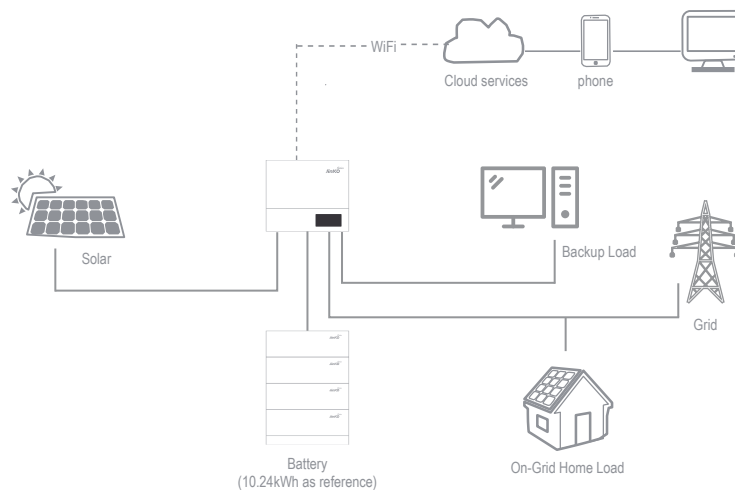 WiFi
Cloud services
phone
Solar
Backup Load
Grid
Battery
(10.24kWh as reference)
On-Grid Home Load